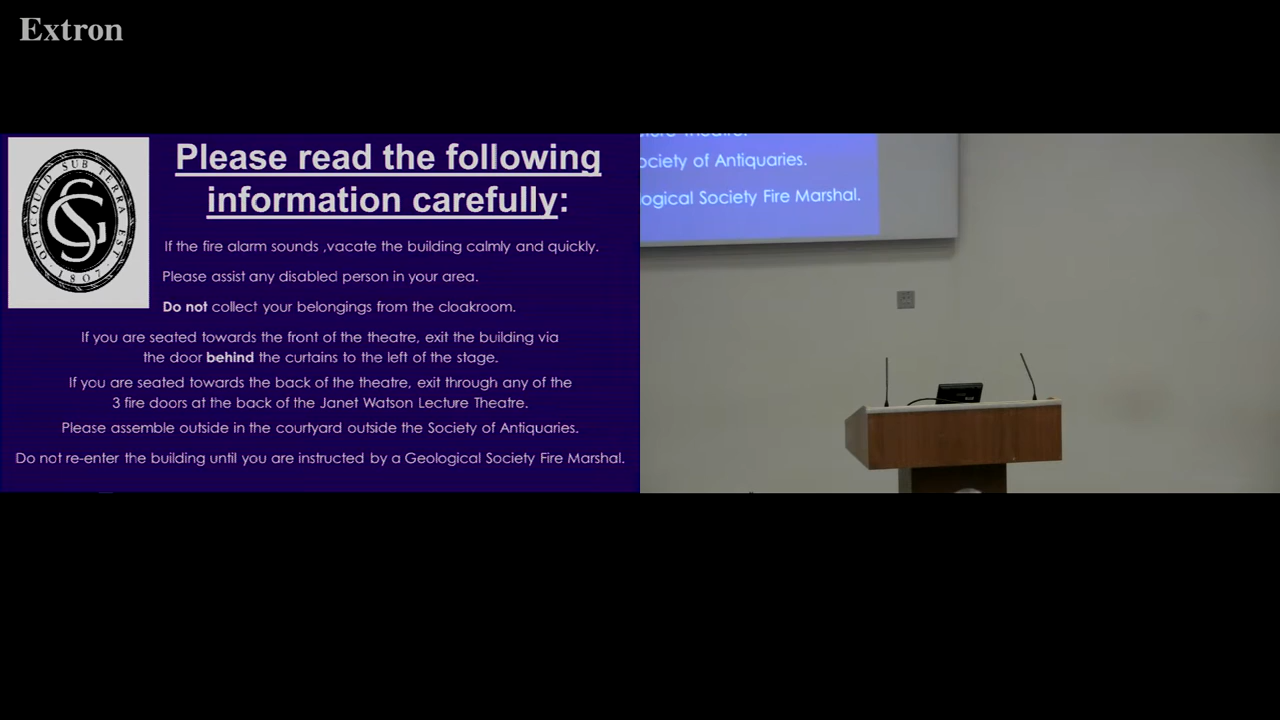 Extron
Please read the following
information carefully:
QUICQUID SUB TERRA EST
1807
If the fire alarm sounds ,vacate the building calmly and quickly.
Please assist any disabled person in your area.
Do not collect your belongings from the cloakroom.
If you are seated towards the front of the theatre, exit the building via
the door behind the curtains to the left of the stage.
If you are seated towards the back of the theatre, exit through any of the
3 fire doors at the back of the Janet Watson Lecture Theatre.
Please assemble outside in the courtyard outside the Society of Antiquaries.
Do not re-enter the building until you are instructed by a Geological Society Fire Marshal.
cture Theatre.
ociety of Antiquaries.
ogical Society Fire Marshal.